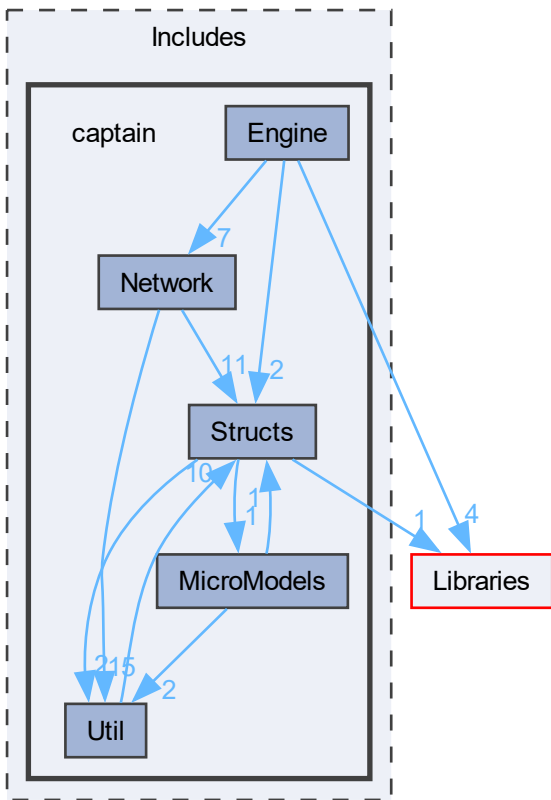 Includes
captain
Engine
7
Network
11
2
Structs
10
1
1
1
4
MicroModels
Libraries
2
15
2
Util